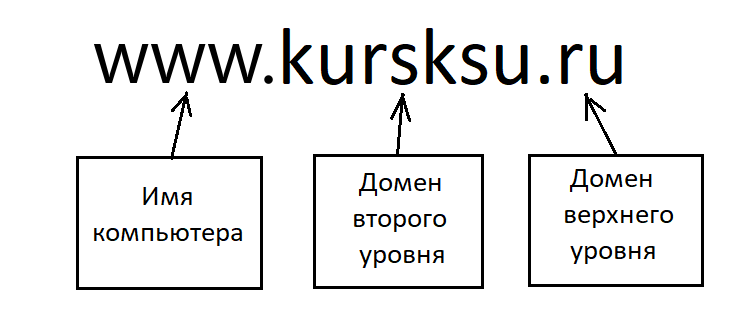 www.kursksu.ru
Имя
компьютера
Домен
второго
уровня
Домен
верхнего
уровня